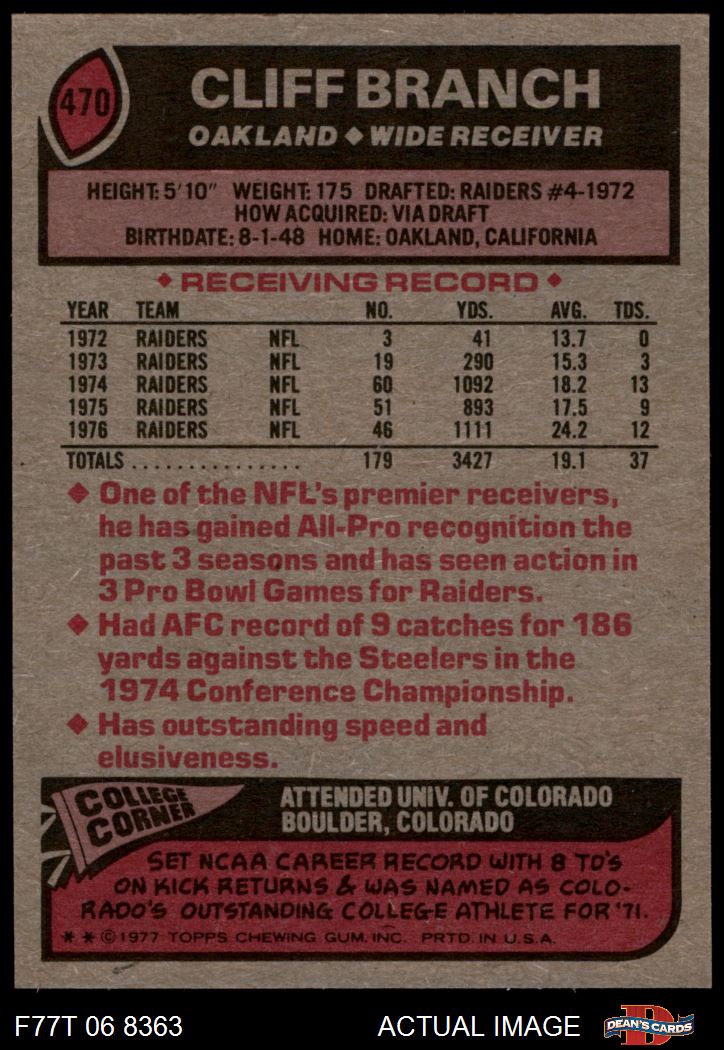 470
CLIFF BRANCH
OAKLAND ◆ WIDE RECEIVER
HEIGHT: 5'10" WEIGHT: 175 DRAFTED: RAIDERS #4-1972
HOW ACQUIRED: VIA DRAFT
BIRTHDATE: 8-1-48 HOME: OAKLAND, CALIFORNIA
◆ RECEIVING RECORD ◆
YEAR TEAM NO. YDS. AVG. TDS.
1972 RAIDERS NFL 3 41 13.7 0
1973 RAIDERS NFL 19 290 15.3 3
1974 RAIDERS NFL 60 1092 18.2 13
1975 RAIDERS NFL 51 893 17.5 9
1976 RAIDERS NFL 46 1111 24.2 12
TOTALS ................ 179 3427 19.1 37
◆ One of the NFL's premier receivers,
he has gained All-Pro recognition the
past 3 seasons and has seen action in
3 Pro Bowl Games for Raiders.
◆ Had AFC record of 9 catches for 186
yards against the Steelers in the
1974 Conference Championship.
◆ Has outstanding speed and
elusiveness.
COLLEGE
CORNER
ATTENDED UNIV. OF COLORADO
BOULDER, COLORADO
SET NCAA CAREER RECORD WITH 8 TD'S
ON KICK RETURNS & WAS NAMED AS COLO-
RADO'S OUTSTANDING COLLEGE ATHLETE FOR '71.
* * © 1977 TOPPS CHEWING GUM, INC. PRTD. IN U.S.A.
F77T 06 8363 ACTUAL IMAGE
D
DEAN'S CARDS